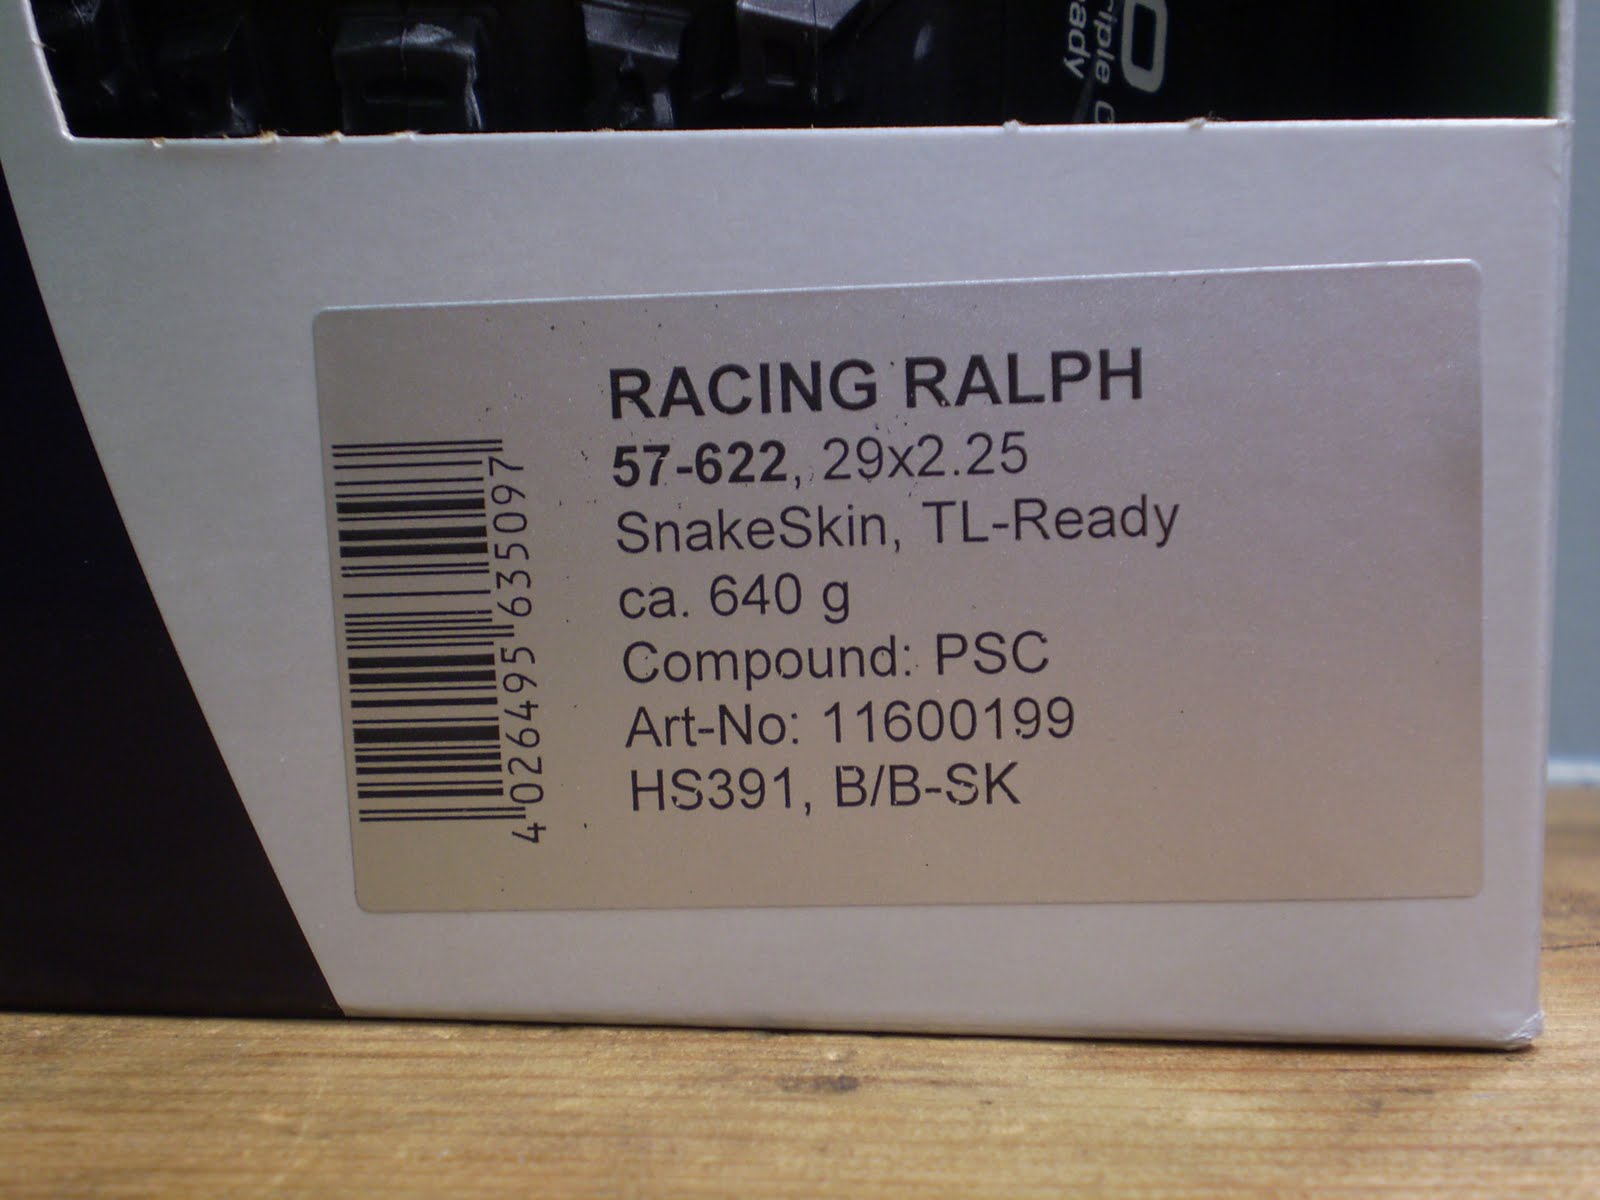 RACING RALPH
57-622, 29x2.25
SnakeSkin, TL-Ready
ca. 640 g
Compound: PSC
Art-No: 11600199
HS391, B/B-SK
4 026495 635097